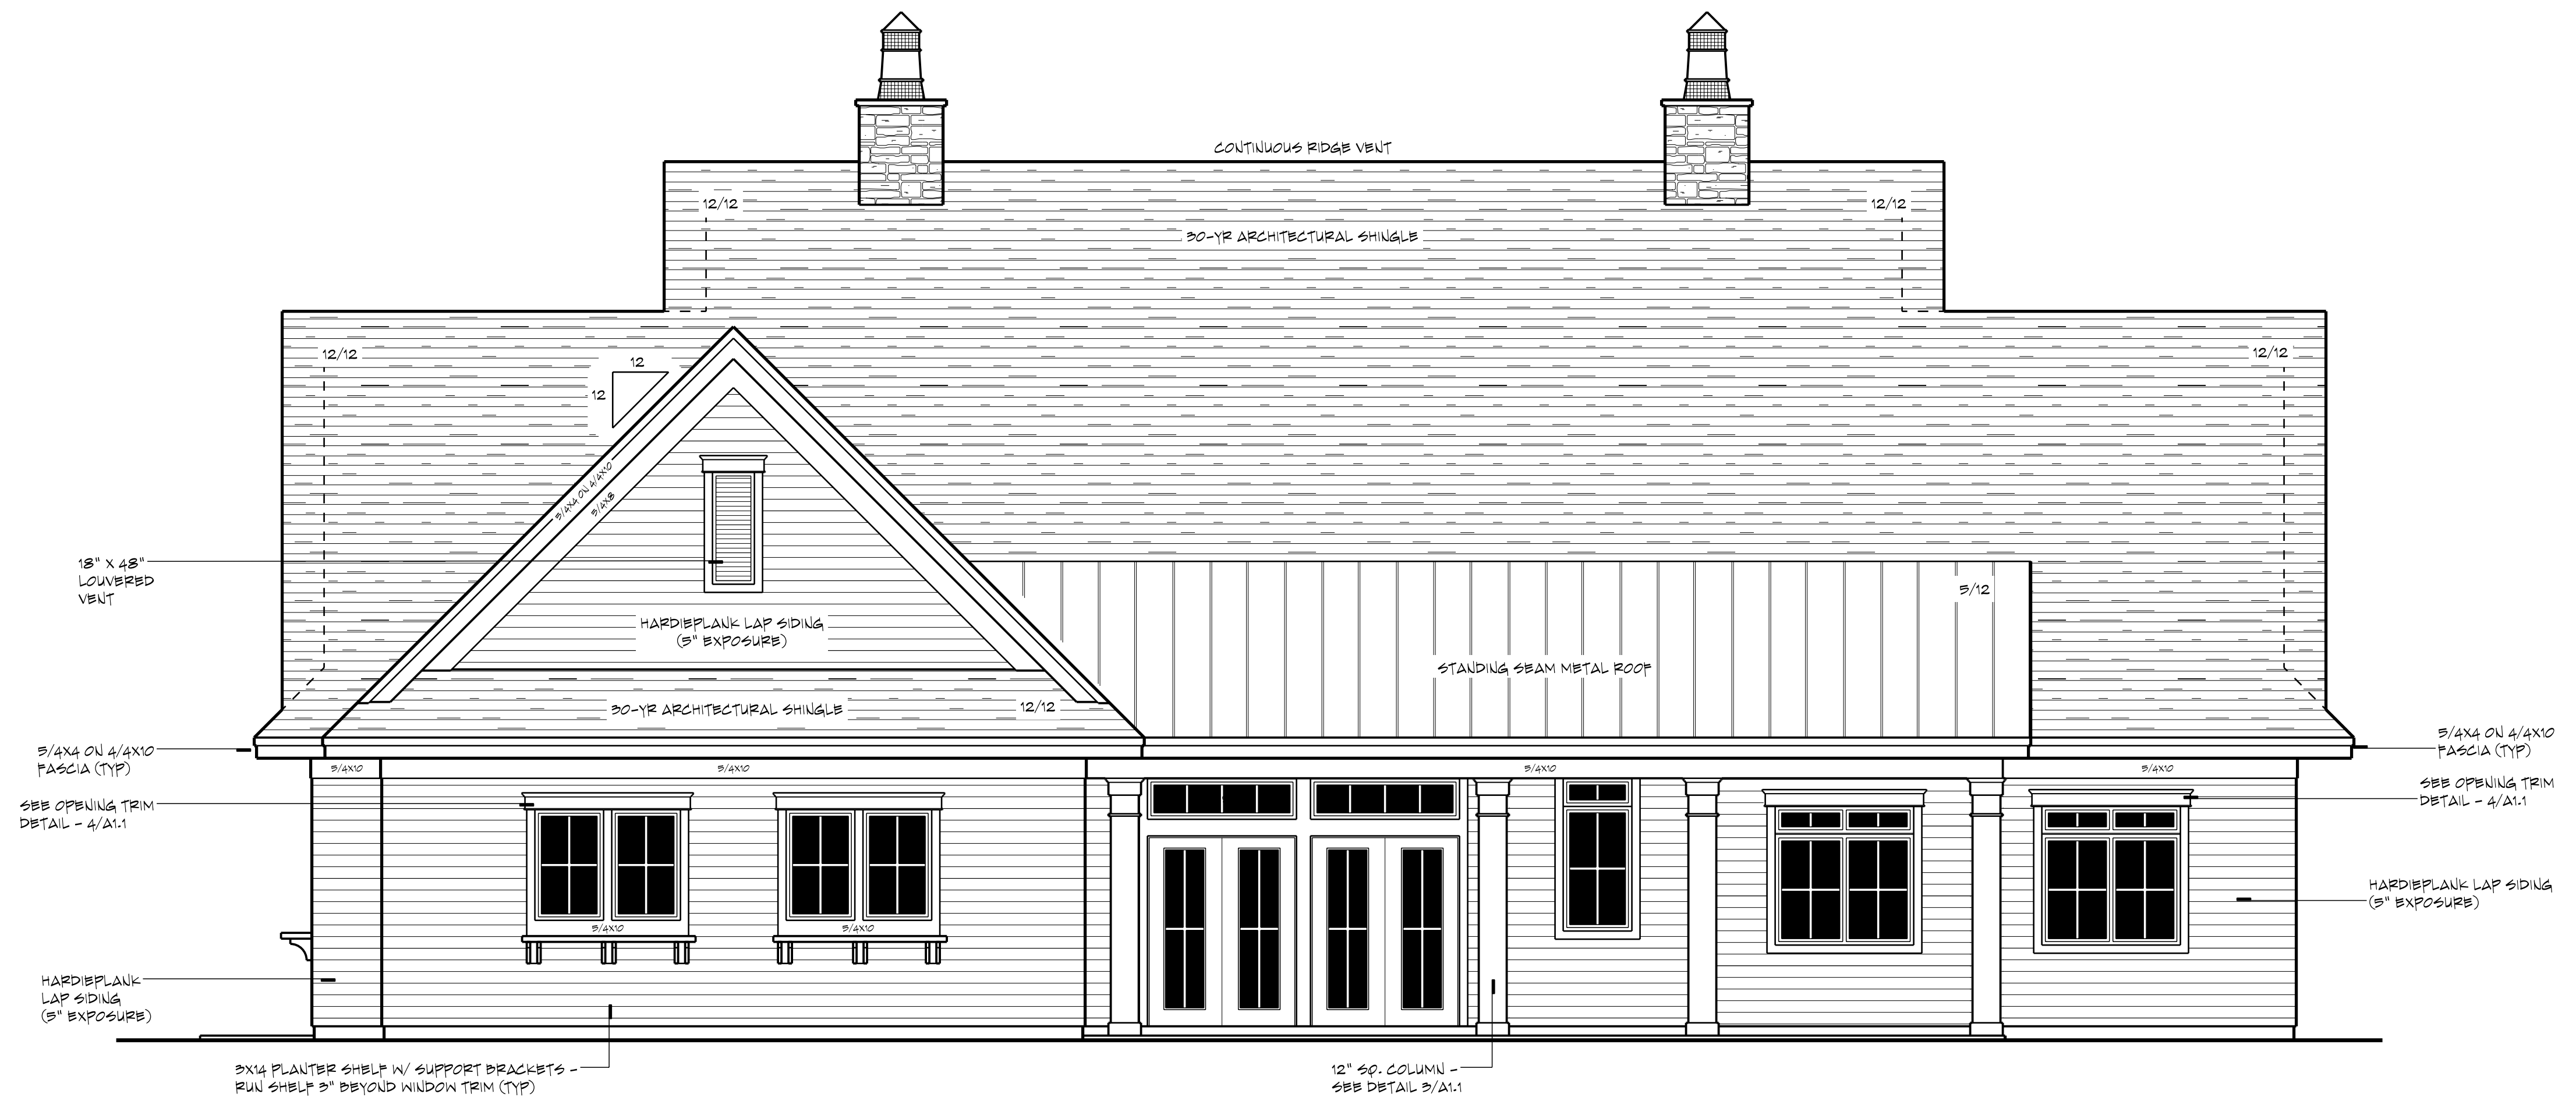 CONTINUOUS RIDGE VENT
12/12
12/12
30-YR ARCHITECTURAL SHINGLE
12/12
12
12
12/12
5/4X4 ON 4/4X10
5/4X8
18" X 48"
LOUVERED
VENT
5/12
HARDIEPLANK LAP SIDING
(5" EXPOSURE)
STANDING SEAM METAL ROOF
30-YR ARCHITECTURAL SHINGLE
12/12
5/4X4 ON 4/4X10
FASCIA (TYP)
5/4X4 ON 4/4X10
FASCIA (TYP)
5/4X10
5/4X10
5/4X10
5/4X10
SEE OPENING TRIM
DETAIL - 4/A1.1
SEE OPENING TRIM
DETAIL - 4/A1.1
HARDIEPLANK LAP SIDING
(5" EXPOSURE)
5/4X10
5/4X10
HARDIEPLANK
LAP SIDING
(5" EXPOSURE)
3X14 PLANTER SHELF W/ SUPPORT BRACKETS -
RUN SHELF 3" BEYOND WINDOW TRIM (TYP)
12" SQ. COLUMN -
SEE DETAIL 3/A1.1